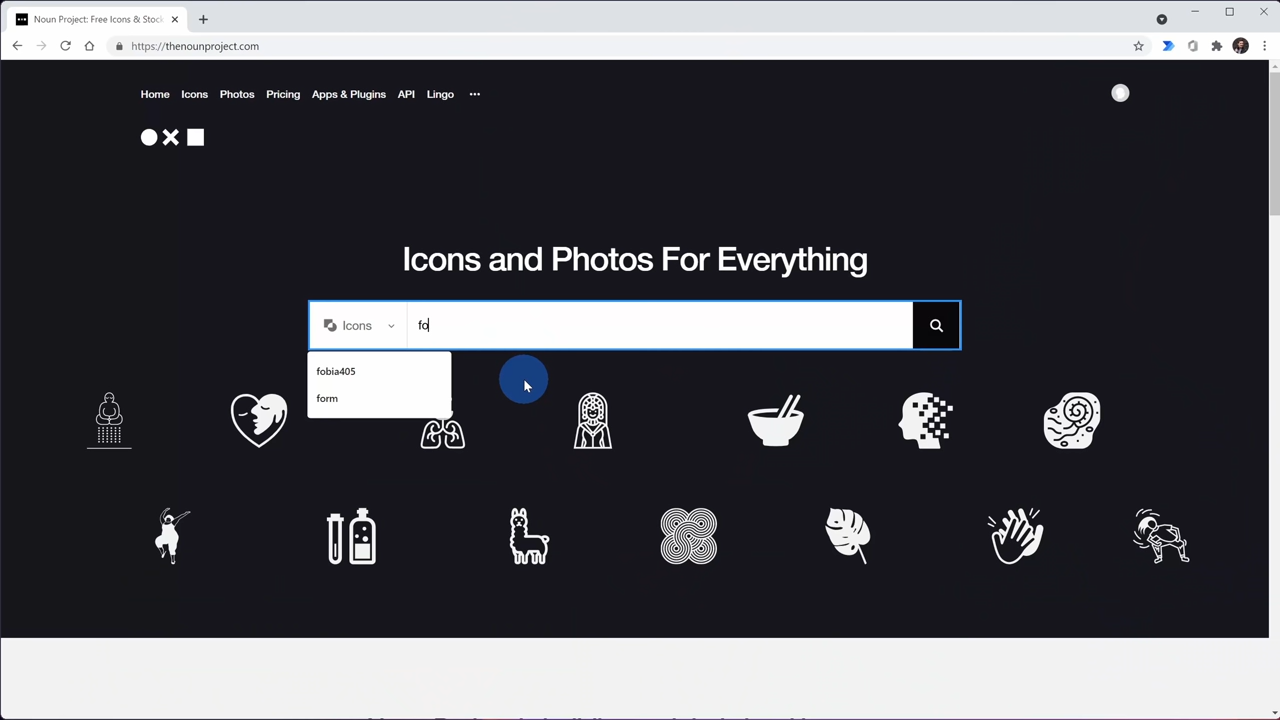 Noun Project: Free Icons & Stock
https://thenounproject.com
Home Icons Photos Pricing Apps & Plugins API Lingo
Icons and Photos For Everything
Icons fo
fobia405
form